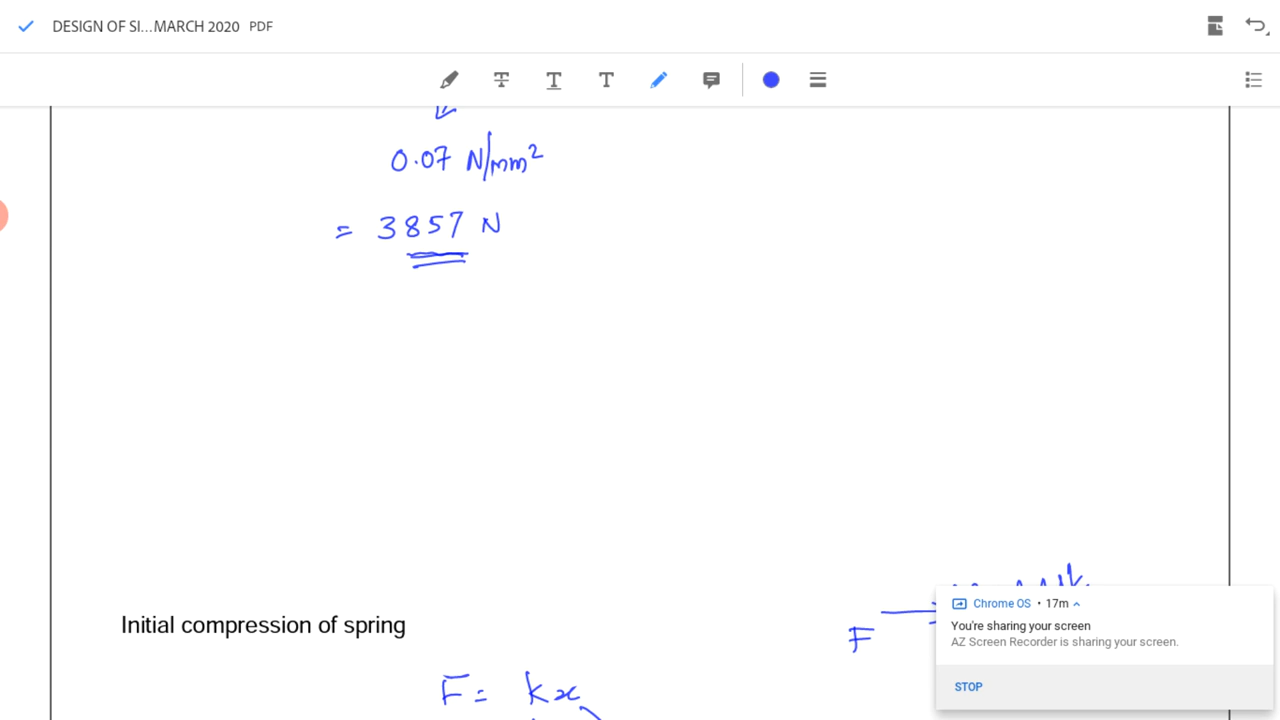 DESIGN OF SI...MARCH 2020 PDF
0.07 N/mm²
= 3857 N
Initial compression of spring
k
F
F = kx
Chrome OS • 17m
You're sharing your screen
AZ Screen Recorder is sharing your screen.
STOP